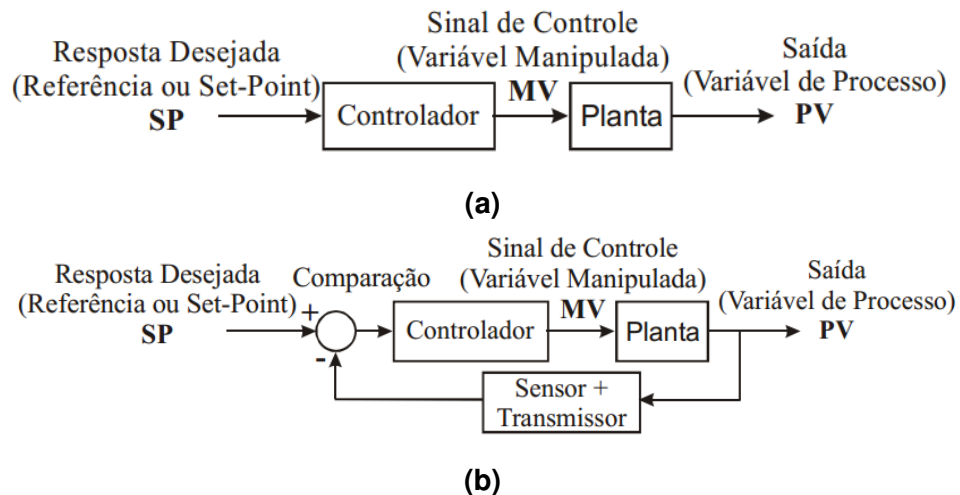 Resposta Desejada
(Referência ou Set-Point)
SP
Controlador
Sinal de Controle
(Variável Manipulada)
MV
Planta
Saída
(Variável de Processo)
PV
(a)
Resposta Desejada
(Referência ou Set-Point)
SP
Comparação
+
-
Controlador
Sinal de Controle
(Variável Manipulada)
MV
Planta
Saída
(Variável de Processo)
PV
Sensor +
Transmissor
(b)